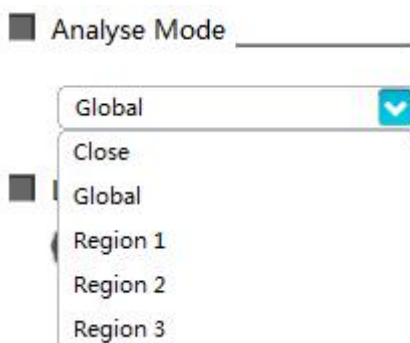 Analyse Mode
Global
Close
Global
Region 1
Region 2
Region 3